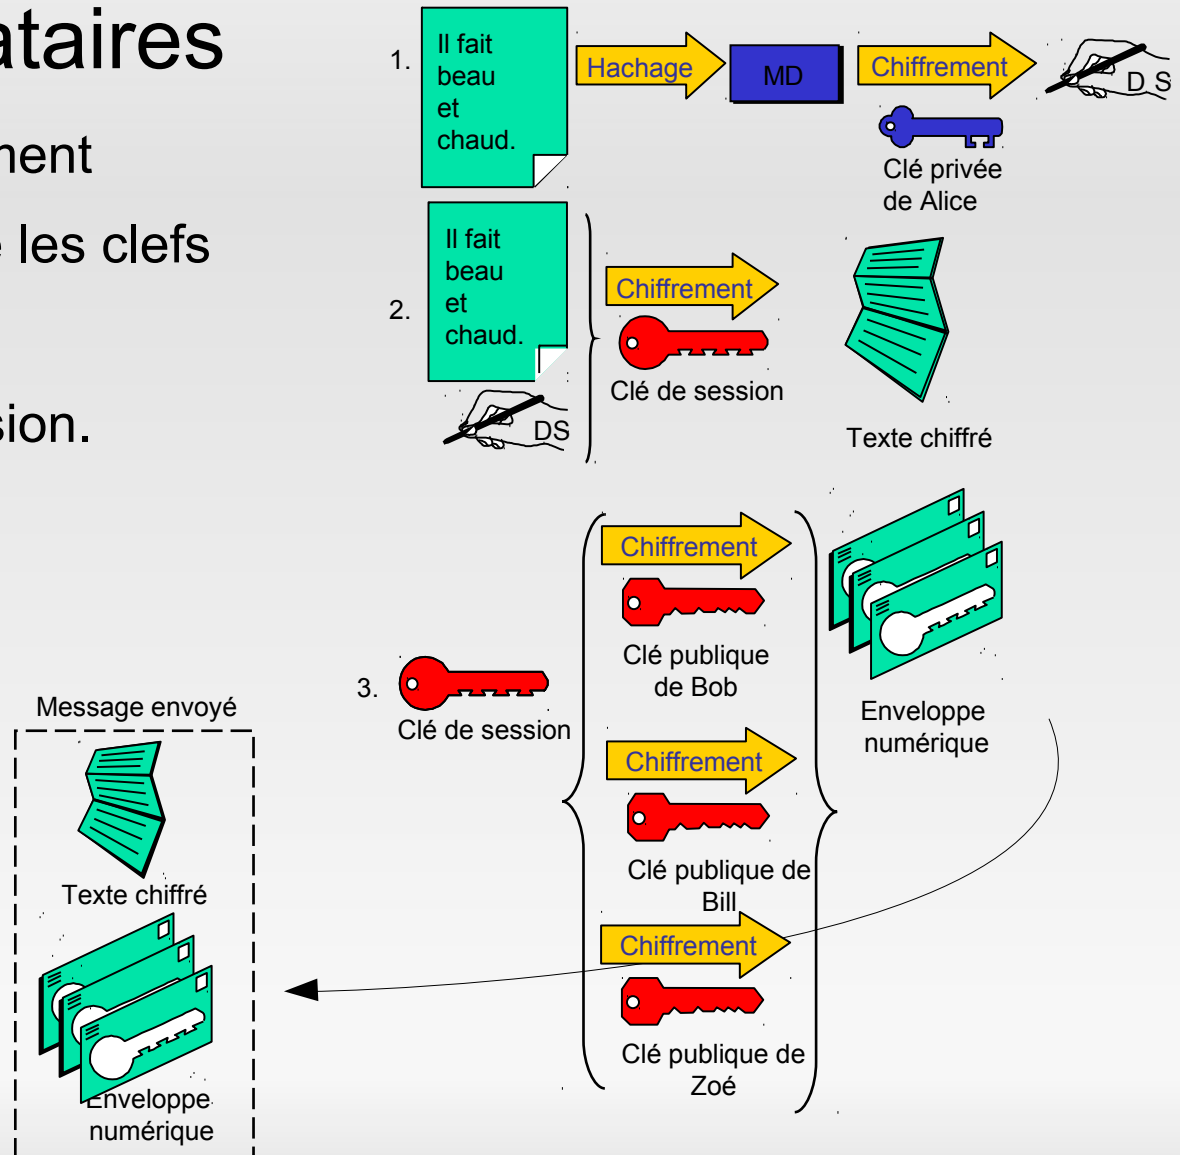 ataires
ment
e les clefs
sion.
1.
Il fait
beau
et
chaud.
Hachage
MD
Chiffrement
D S
Clé privée
de Alice
2.
Il fait
beau
et
chaud.
DS
Chiffrement
Clé de session
Texte chiffré
3.
Clé de session
Chiffrement
Clé publique
de Bob
Chiffrement
Clé publique de
Bill
Chiffrement
Clé publique de
Zoé
Enveloppe
numérique
Message envoyé
Texte chiffré
Enveloppe
numérique